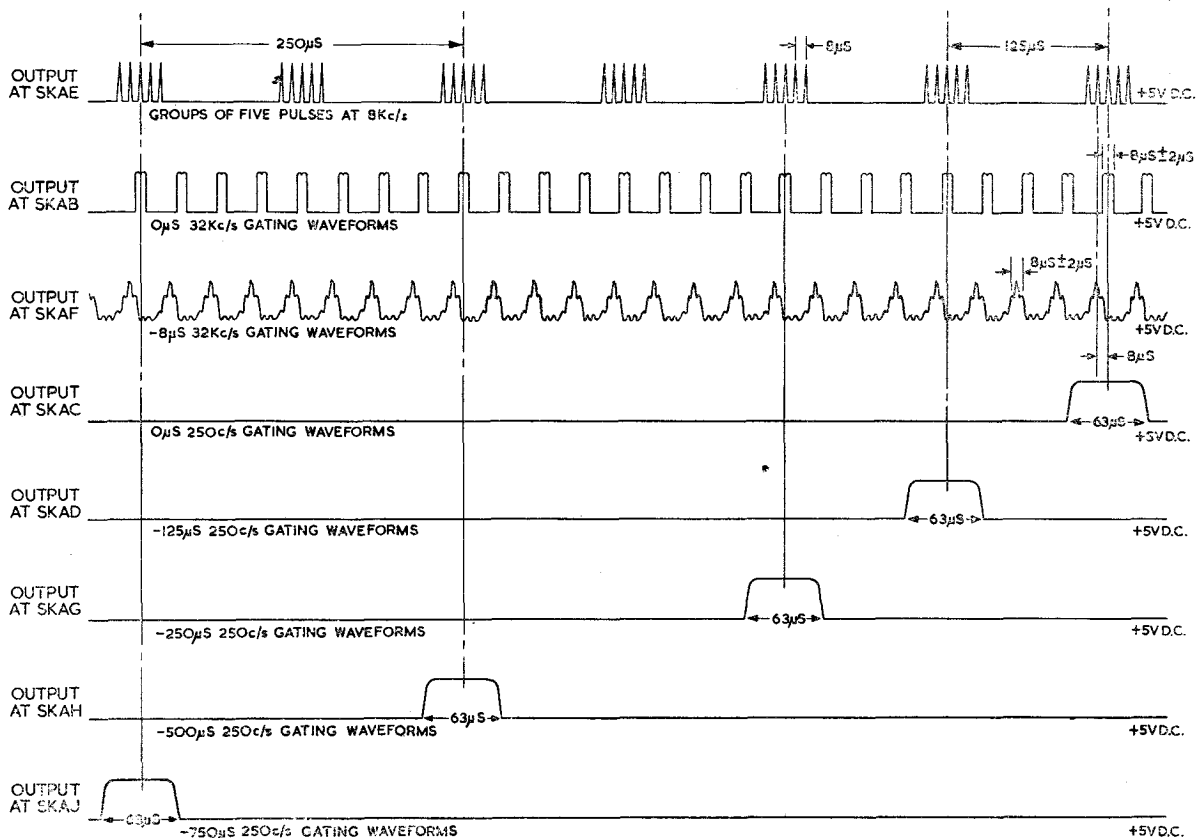 250µS
8µS
125µS
OUTPUT
AT SKAE
+5V D.C.
GROUPS OF FIVE PULSES AT 8Kc/s
8µS±2µS
OUTPUT
AT SKAB
0µS 32Kc/s GATING WAVEFORMS
+5V D.C.
8µS±2µS
OUTPUT
AT SKAF
-8µS 32Kc/s GATING WAVEFORMS
+5V D.C.
8µS
OUTPUT
AT SKAC
63µS
0µS 250c/s GATING WAVEFORMS
+5V D.C.
OUTPUT
AT SKAD
63µS
-125µS 250c/s GATING WAVEFORMS
+5V D.C.
OUTPUT
AT SKAG
63µS
-250µS 250c/s GATING WAVEFORMS
+5V D.C.
OUTPUT
AT SKAH
63µS
-500µS 250c/s GATING WAVEFORMS
+5V D.C.
OUTPUT
AT SKAJ
63µS
-750µS 250c/s GATING WAVEFORMS
+5V D.C.